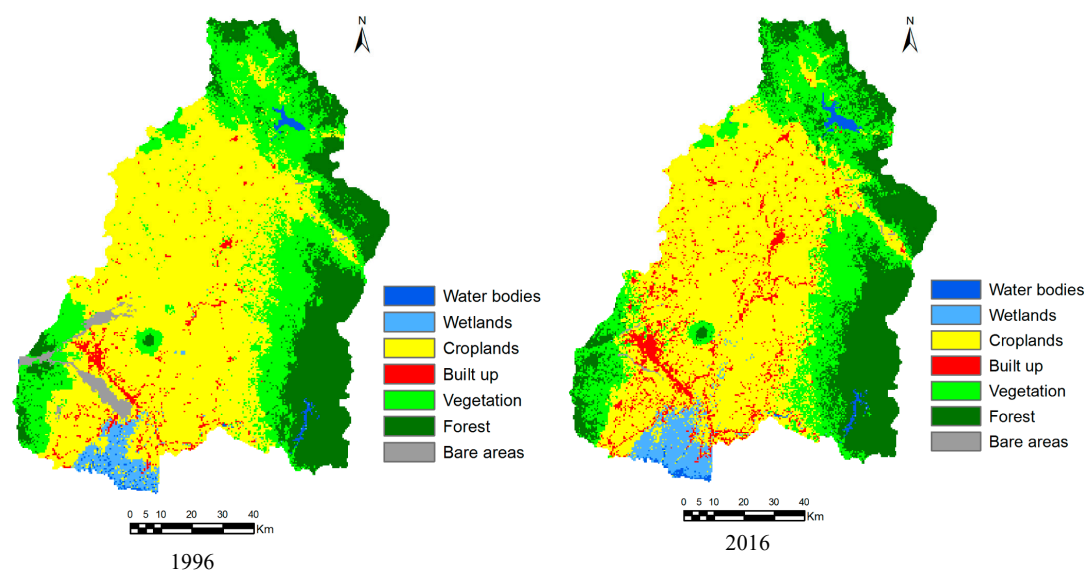 N
Water bodies
Wetlands
Croplands
Built up
Vegetation
Forest
Bare areas
0 5 10 20 30 40
Km
1996
N
Water bodies
Wetlands
Croplands
Built up
Vegetation
Forest
Bare areas
0 5 10 20 30 40
Km
2016